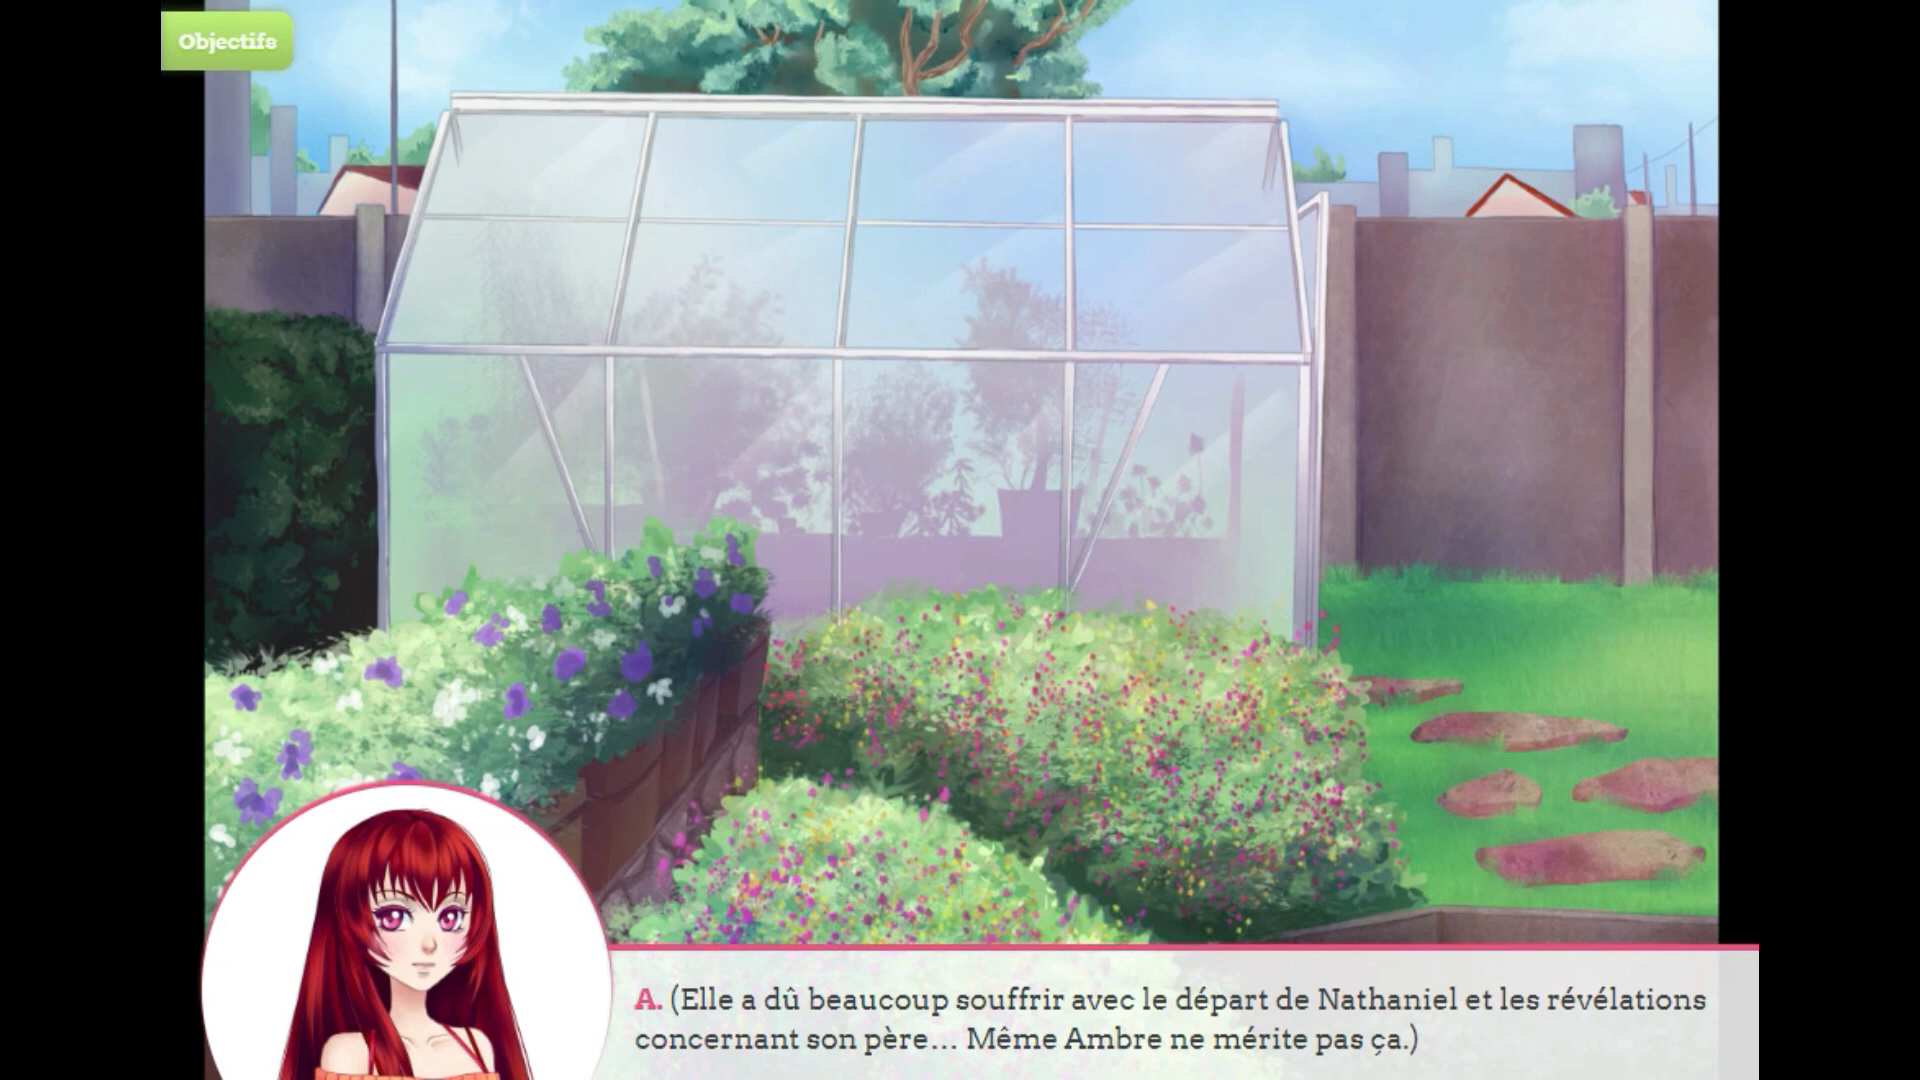 Objectifs
A. (Elle a dû beaucoup souffrir avec le départ de Nathaniel et les révélations
concernant son père... Même Ambre ne mérite pas ça.)